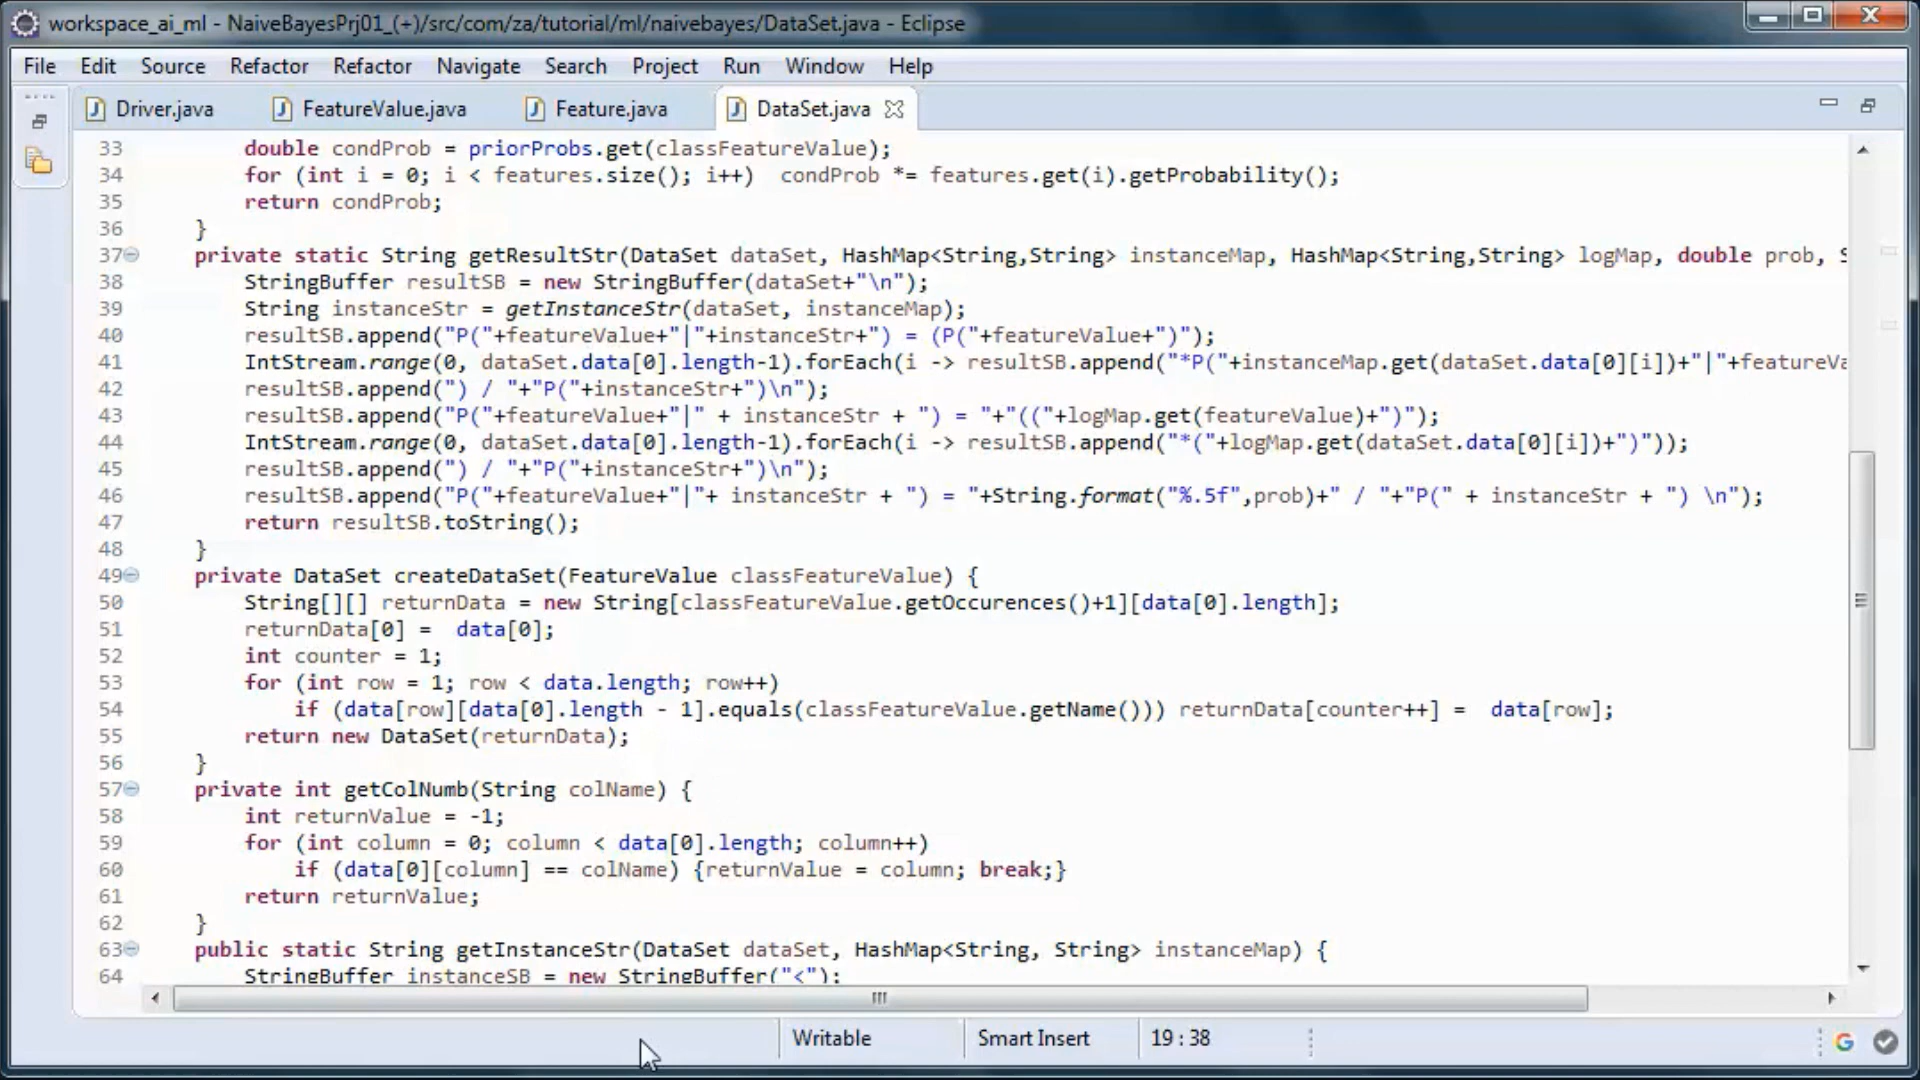 workspace_ai_ml - NaiveBayesPrj01_(+)/src/com/za/tutorial/ml/naivebayes/DataSet.java - Eclipse
File Edit Source Refactor Refactor Navigate Search Project Run Window Help
Driver.java FeatureValue.java Feature.java DataSet.java
33 double condProb = priorProbs.get(classFeatureValue);
34 for (int i = 0; i < features.size(); i++)  condProb *= features.get(i).getProbability();
35 return condProb;
36 }
37 private static String getResultStr(DataSet dataSet, HashMap<String,String> instanceMap, HashMap<String,String> logMap, double prob, S
38 StringBuffer resultSB = new StringBuffer(dataSet+"\n");
39 String instanceStr = getInstanceStr(dataSet, instanceMap);
40 resultSB.append("P("+featureValue+"|"+instanceStr+") = (P("+featureValue+")");
41 IntStream.range(0, dataSet.data[0].length-1).forEach(i -> resultSB.append("*P("+instanceMap.get(dataSet.data[0][i])+"|"+featureVa
42 resultSB.append(") / "+"P("+instanceStr+")\n");
43 resultSB.append("P("+featureValue+"|" + instanceStr + ") = "+"(("+logMap.get(featureValue)+")");
44 IntStream.range(0, dataSet.data[0].length-1).forEach(i -> resultSB.append("*("+logMap.get(dataSet.data[0][i])+")"));
45 resultSB.append(") / "+"P("+instanceStr+")\n");
46 resultSB.append("P("+featureValue+"|"+ instanceStr + ") = "+String.format("%.5f",prob)+" / "+"P(" + instanceStr + ") \n");
47 return resultSB.toString();
48 }
49 private DataSet createDataSet(FeatureValue classFeatureValue) {
50 String[][] returnData = new String[classFeatureValue.getOccurences()+1][data[0].length];
51 returnData[0] =  data[0];
52 int counter = 1;
53 for (int row = 1; row < data.length; row++)
54 if (data[row][data[0].length - 1].equals(classFeatureValue.getName())) returnData[counter++] =  data[row];
55 return new DataSet(returnData);
56 }
57 private int getColNumb(String colName) {
58 int returnValue = -1;
59 for (int column = 0; column < data[0].length; column++)
60 if (data[0][column] == colName) {returnValue = column; break;}
61 return returnValue;
62 }
63 public static String getInstanceStr(DataSet dataSet, HashMap<String, String> instanceMap) {
64 StringBuffer instanceSB = new StringBuffer("<");
Writable Smart Insert 19 : 38
G